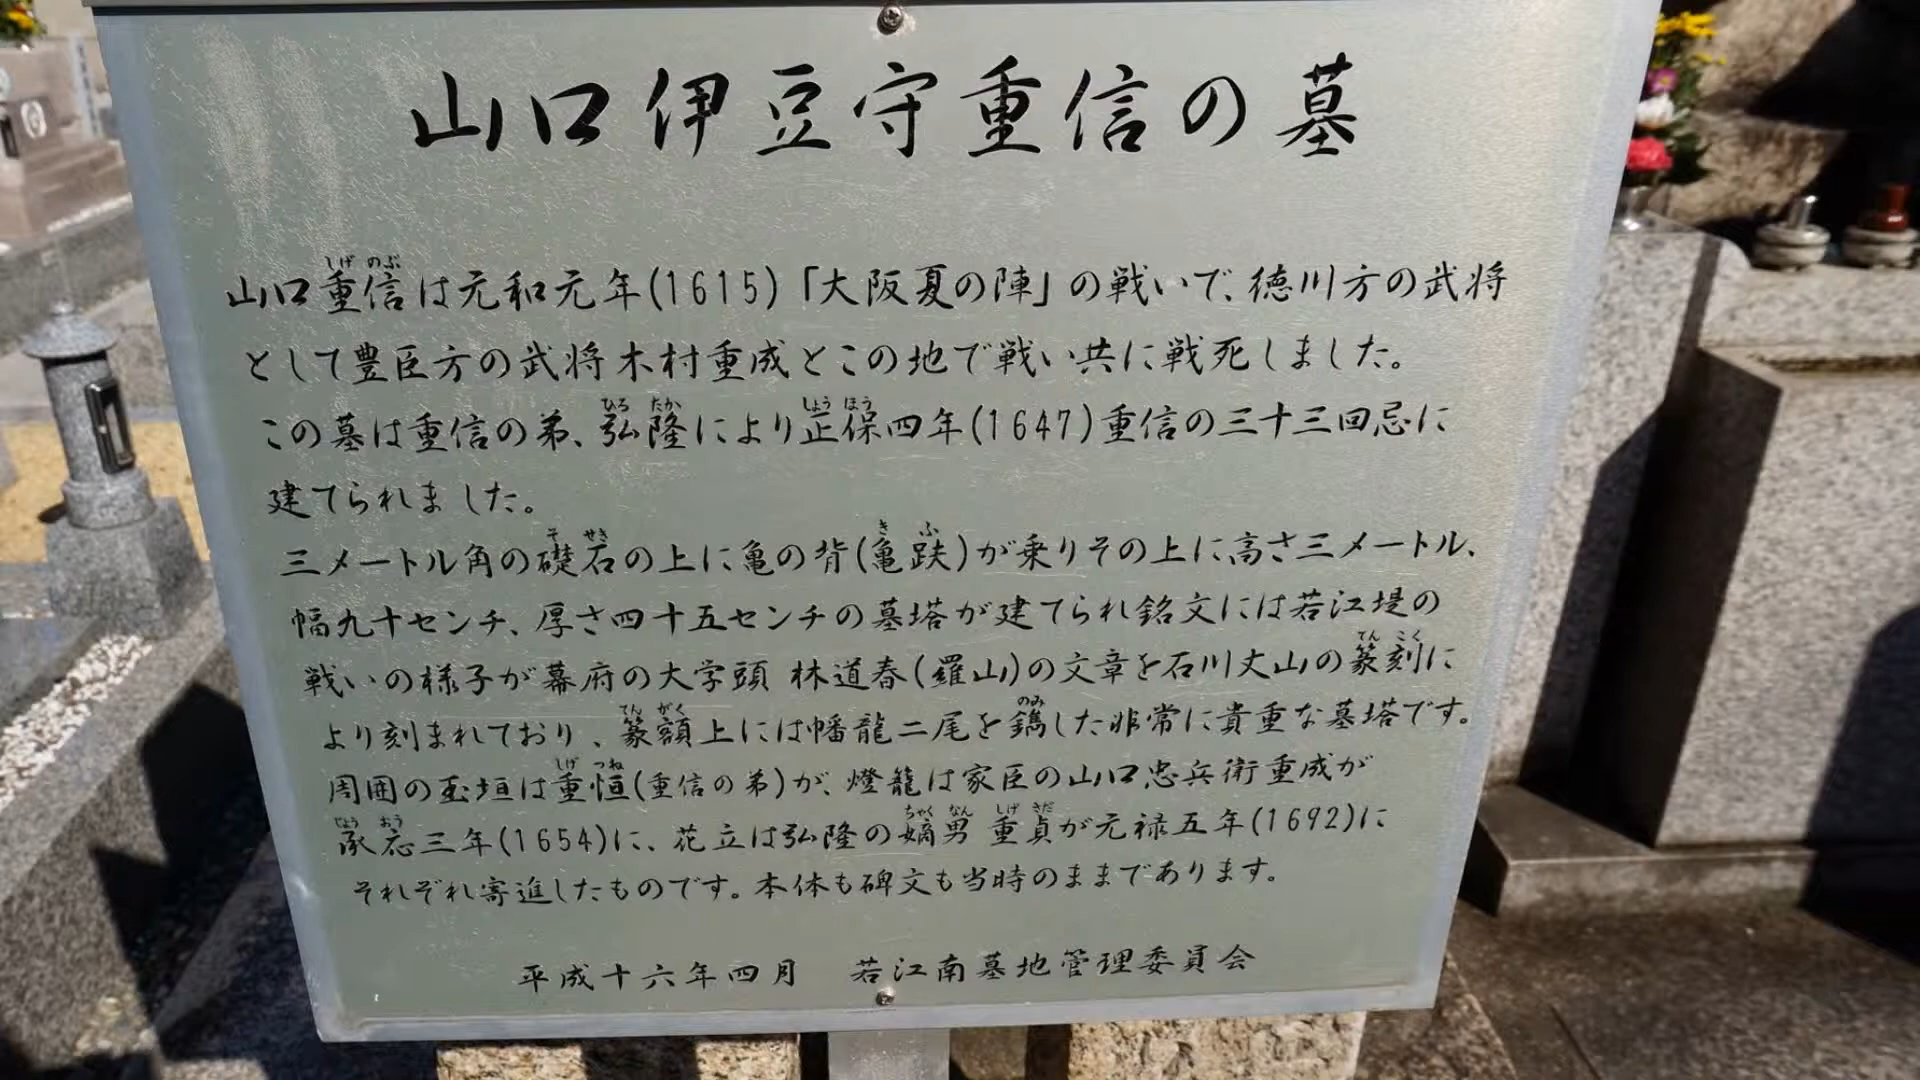 山口伊豆守重信の墓
山口重信は元和元年(1615)「大阪夏の陣」の戦いで、徳川方の武将
として豊臣方の武将木村重成とこの地で戦い共に戦死しました。
この墓は重信の弟、弘隆により正保四年(1647)重信の三十三回忌に
建てられました。
三メートル角の礎石の上に亀の背(亀趺)が乗りその上に高さ三メートル、
幅九十センチ、厚さ四十五センチの墓塔が建てられ銘文には若江堤の
戦いの様子が幕府の大学頭 林道春(羅山)の文章を石川丈山の篆刻に
より刻まれており、篆額上には幡龍二尾を鐫した非常に貴重な墓塔です。
周囲の玉垣は重恒(重信の弟)が、燈籠は家臣の山口忠兵衛重成が
承応三年(1654)に、花立は弘隆の嫡男 重貞が元禄五年(1692)に
それぞれ寄進したものです。本体も碑文も当時のままであります。
平成十六年四月 若江南墓地管理委員会